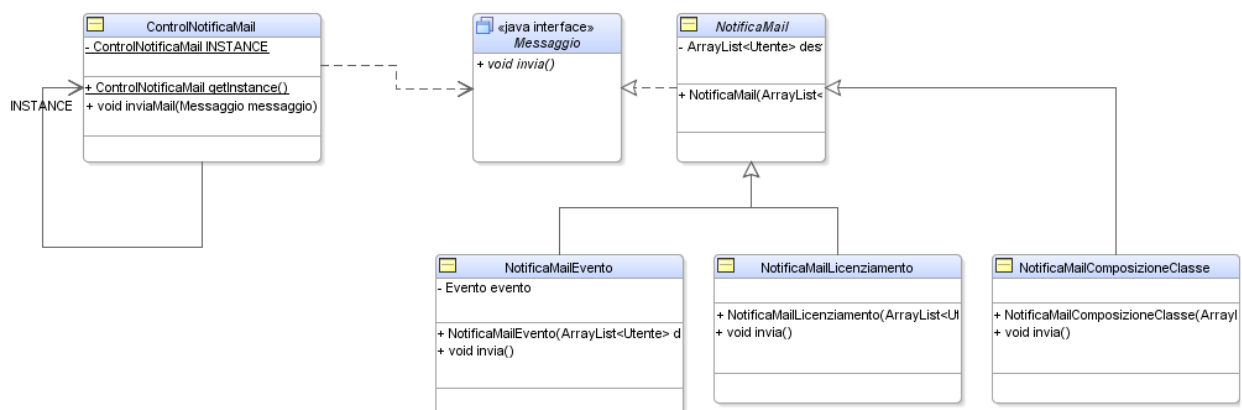 ControlNotificaMail
- ControlNotificaMail INSTANCE
+ ControlNotificaMail getInstance()
+ void inviaMail(Messaggio messaggio)
INSTANCE
«java interface»
Messaggio
+ void invia()
NotificaMail
- ArrayList<Utente> des
+ NotificaMail(ArrayList<
NotificaMailEvento
- Evento evento
+ NotificaMailEvento(ArrayList<Utente> d
+ void invia()
NotificaMailLicenziamento
+ NotificaMailLicenziamento(ArrayList<Ut
+ void invia()
NotificaMailComposizioneClasse
+ NotificaMailComposizioneClasse(Arrayl
+ void invia()